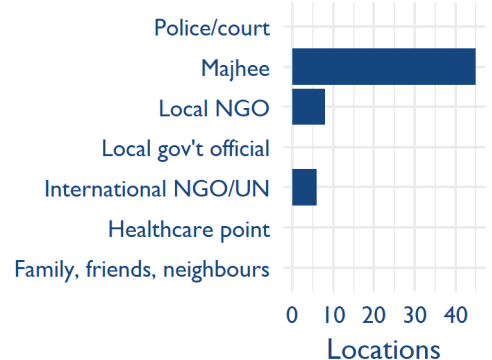 Police/court
Majhee
Local NGO
Local gov't official
International NGO/UN
Healthcare point
Family, friends, neighbours
0 10 20 30 40
Locations